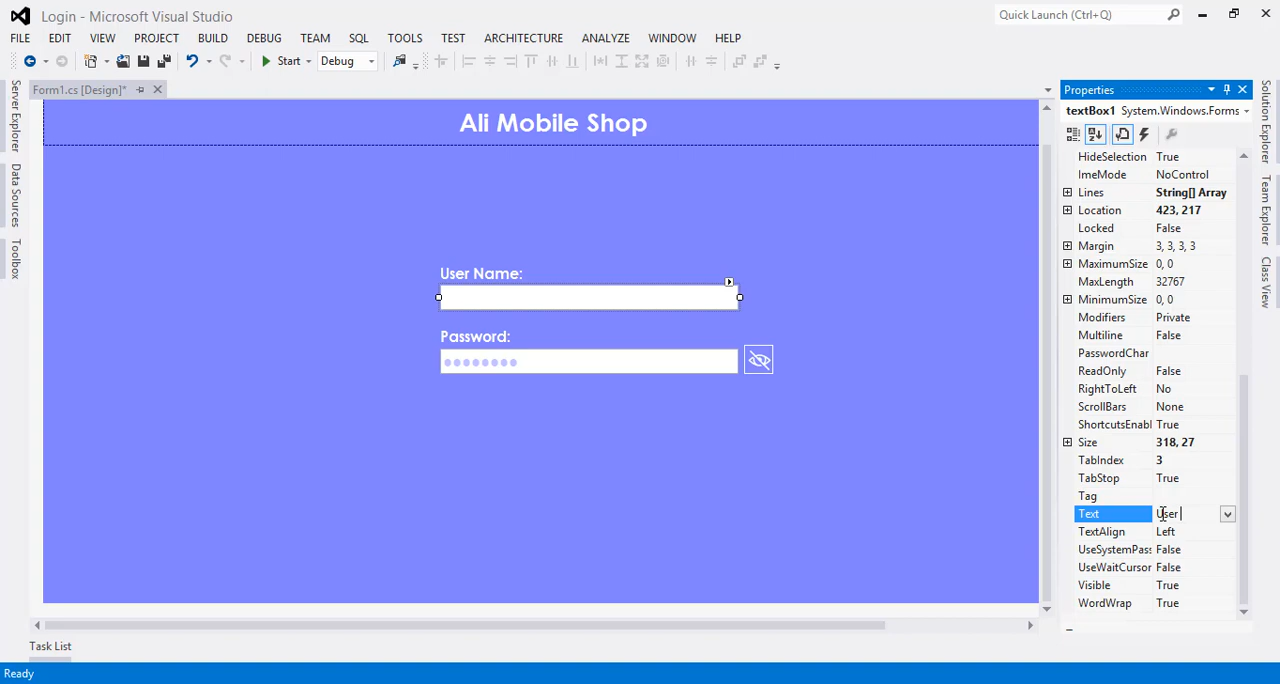 Login - Microsoft Visual Studio
Quick Launch (Ctrl+Q)
FILE EDIT VIEW PROJECT BUILD DEBUG TEAM SQL TOOLS TEST ARCHITECTURE ANALYZE WINDOW HELP
Start Debug
Server Explorer
Data Sources
Toolbox
Form1.cs [Design]*
Ali Mobile Shop
User Name:
Password:
Properties
textBox1 System.Windows.Forms
HideSelection True
ImeMode NoControl
Lines String[] Array
Location 423, 217
Locked False
Margin 3, 3, 3, 3
MaximumSize 0, 0
MaxLength 32767
MinimumSize 0, 0
Modifiers Private
Multiline False
PasswordChar
ReadOnly False
RightToLeft No
ScrollBars None
ShortcutsEnabl True
Size 318, 27
TabIndex 3
TabStop True
Tag
Text User
TextAlign Left
UseSystemPass False
UseWaitCursor False
Visible True
WordWrap True
Solution Explorer
Team Explorer
Class View
Task List
Ready